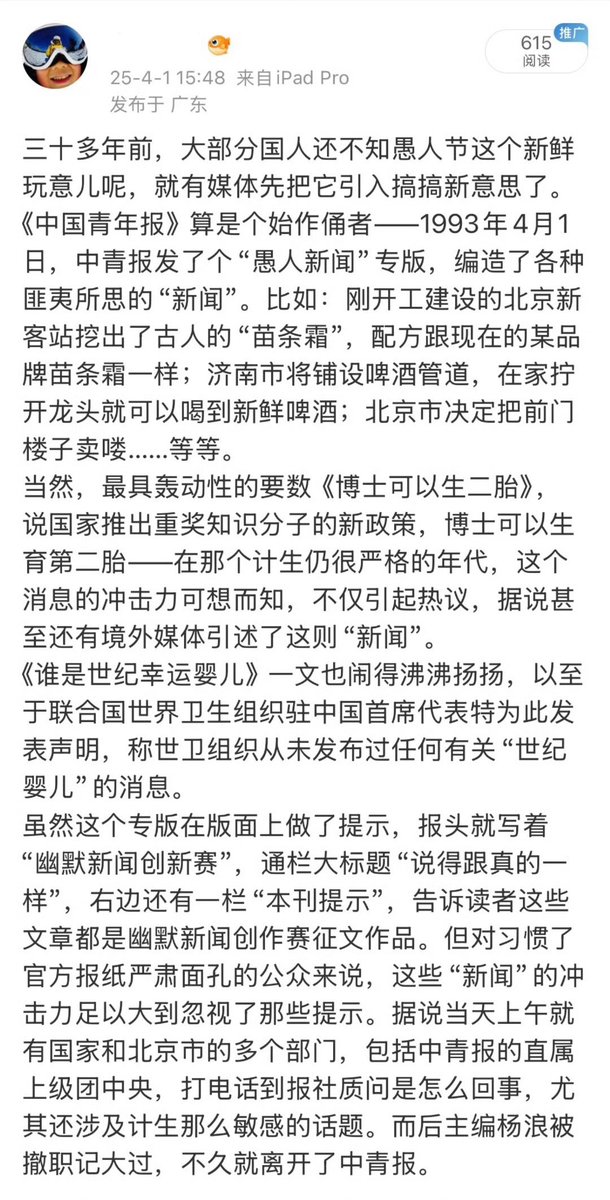 615
推广
阅读
25-4-1 15:48 来自iPad Pro
发布于 广东
三十多年前，大部分国人还不知愚人节这个新鲜
玩意儿呢，就有媒体先把它引入搞搞新意思了。
《中国青年报》算是个始作俑者——1993年4月1
日，中青报发了个“愚人新闻”专版，编造了各种
匪夷所思的“新闻”。比如：刚开工建设的北京新
客站挖出了古人的“苗条霜”，配方跟现在的某品
牌苗条霜一样；济南市将铺设啤酒管道，在家拧
开龙头就可以喝到新鲜啤酒；北京市决定把前门
楼子卖喽......等等。
当然，最具轰动性的要数《博士可以生二胎》，
说国家推出重奖知识分子的新政策，博士可以生
育第二胎——在那个计生仍很严格的年代，这个
消息的冲击力可想而知，不仅引起热议，据说甚
至还有境外媒体引述了这则“新闻”。
《谁是世纪幸运婴儿》一文也闹得沸沸扬扬，以至
于联合国世界卫生组织驻中国首席代表特为此发
表声明，称世卫组织从未发布过任何有关“世纪
婴儿”的消息。
虽然这个专版在版面上做了提示，报头就写着
“幽默新闻创新赛”，通栏大标题“说得跟真的一
样”，右边还有一栏“本刊提示”，告诉读者这些
文章都是幽默新闻创作赛征文作品。但对习惯了
官方报纸严肃面孔的公众来说，这些“新闻”的冲
击力足以大到忽视了那些提示。据说当天上午就
有国家和北京市的多个部门，包括中青报的直属
上级团中央，打电话到报社质问是怎么回事，尤
其还涉及计生那么敏感的话题。而后主编杨浪被
撤职记大过，不久就离开了中青报。